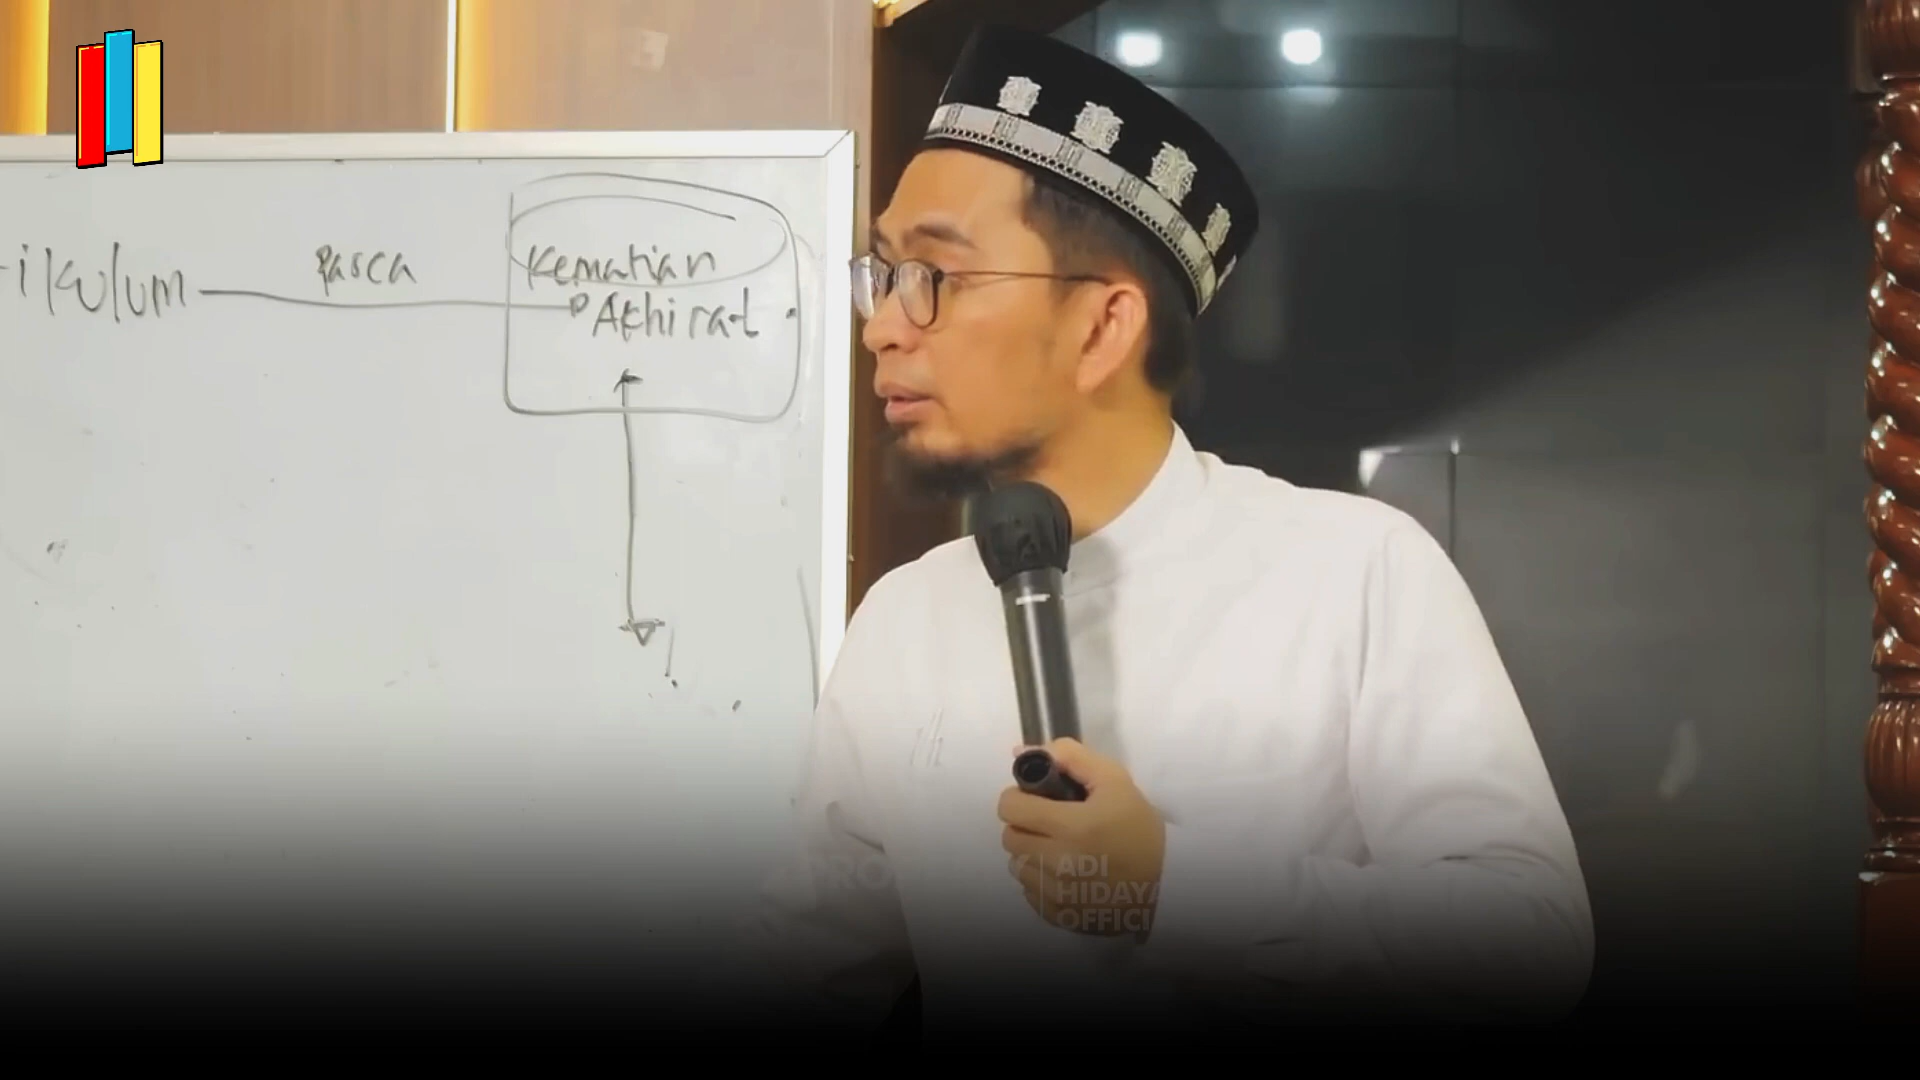 ikulum
Pasca
Kematian
Akhirat
ADI
HIDAYA
OFFICI